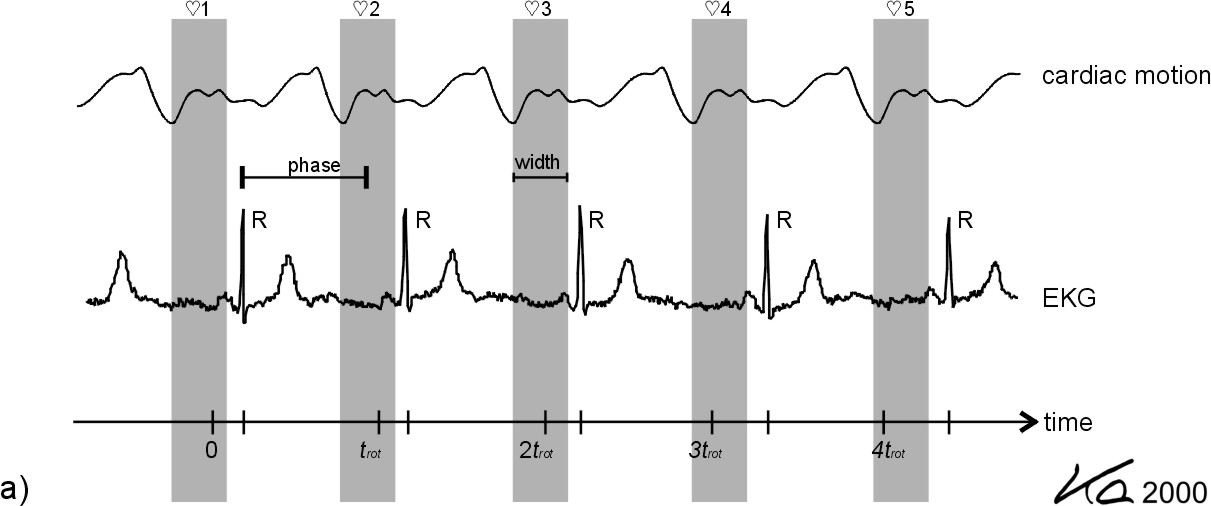 ♡1 ♡2 ♡3 ♡4 ♡5
cardiac motion
phase width
R R R R R
EKG
time
0 trot 2trot 3trot 4trot
a)
2000